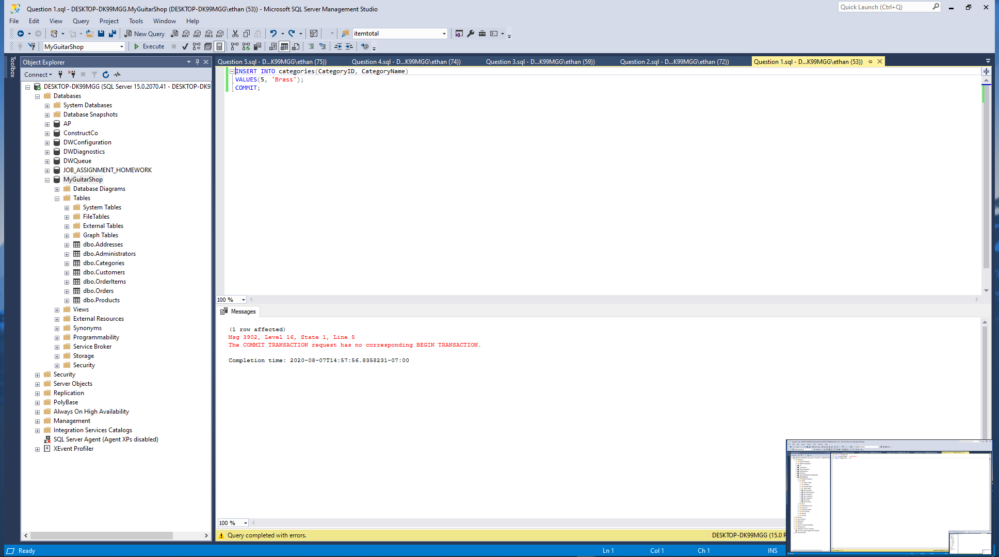 Question 1.sql - DESKTOP-DK99MGG.MyGuitarShop (DESKTOP-DK99MGG\ethan (53)) - Microsoft SQL Server Management Studio
Quick Launch (Ctrl+Q)
File Edit View Query Project Tools Window Help
New Query
MDX DMX XMLA DAX
itemtotal
MyGuitarShop
Execute
Toolbox
Object Explorer
Connect
DESKTOP-DK99MGG (SQL Server 15.0.2070.41 - DESKTOP-DK9
Databases
System Databases
Database Snapshots
AP
ConstructCo
DWConfiguration
DWDiagnostics
DWQueue
JOB_ASSIGNMENT_HOMEWORK
MyGuitarShop
Database Diagrams
Tables
System Tables
FileTables
External Tables
Graph Tables
dbo.Addresses
dbo.Administrators
dbo.Categories
dbo.Customers
dbo.OrderItems
dbo.Orders
dbo.Products
Views
External Resources
Synonyms
Programmability
Service Broker
Storage
Security
Security
Server Objects
Replication
PolyBase
Always On High Availability
Management
Integration Services Catalogs
SQL Server Agent (Agent XPs disabled)
XEvent Profiler
Question 5.sql - D...K99MGG\ethan (75)) Question 4.sql - D...K99MGG\ethan (74)) Question 3.sql - D...K99MGG\ethan (59)) Question 2.sql - D...K99MGG\ethan (72)) Question 1.sql - D...K99MGG\ethan (53))
INSERT INTO categories(CategoryID, CategoryName)
VALUES(5, 'Brass');
COMMIT;
100 %
Messages
(1 row affected)
Msg 3902, Level 16, State 1, Line 5
The COMMIT TRANSACTION request has no corresponding BEGIN TRANSACTION.
Completion time: 2020-08-07T14:57:56.8358231-07:00
100 %
Query completed with errors.
DESKTOP-DK99MGG (15.0 R
Ready
Ln 1 Col 1 Ch 1 INS